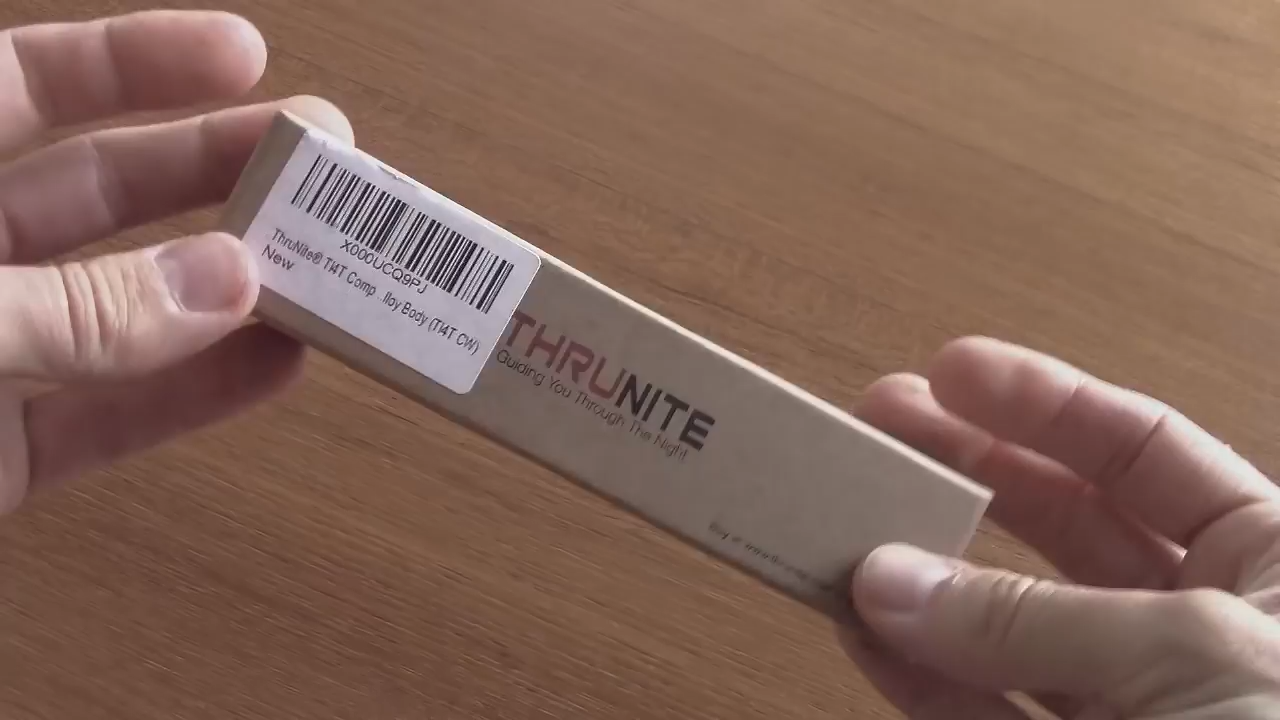 X000UCQ9PJ
ThruNite® TI4T Comp...lloy Body (TI4T CW)
New
THRUNITE
Guiding You Through The Night